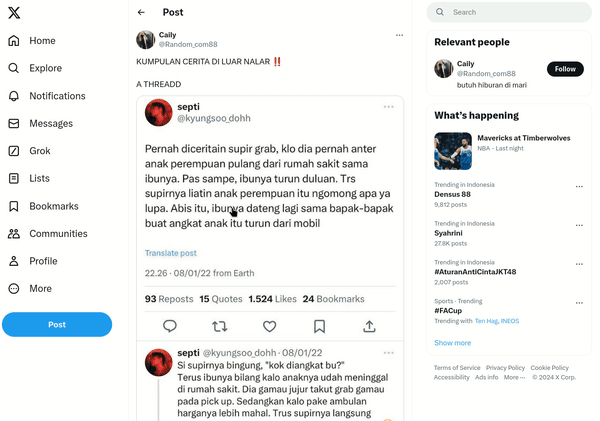 Home
Explore
Notifications
Messages
Grok
Lists
Bookmarks
Communities
Profile
More
Post
Post
Caily
@Random_com88
KUMPULAN CERITA DI LUAR NALAR ‼️
A THREADD
septi
@kyungsoo_dohh
Pernah diceritain supir grab, klo dia pernah anter
anak perempuan pulang dari rumah sakit sama
ibunya. Pas sampe, ibunya turun duluan. Trs
supirnya liatin anak perempuan itu ngomong apa ya
lupa. Abis itu, ibunya dateng lagi sama bapak-bapak
buat angkat anak itu turun dari mobil
Translate post
22.26 · 08/01/22 from Earth
93 Reposts 15 Quotes 1.524 Likes 24 Bookmarks
septi @kyungsoo_dohh · 08/01/22
Si supirnya bingung, "kok diangkat bu?"
Terus ibunya bilang kalo anaknya udah meninggal
di rumah sakit. Dia gamau jujur takut grab gamau
pada pick up. Sedangkan kalo pake ambulan
harganya lebih mahal. Trus supirnya langsung
Search
Relevant people
Caily
@Random_com88
Follow
butuh hiburan di mari
What's happening
Mavericks at Timberwolves
NBA · Last night
Trending in Indonesia
Densus 88
9,812 posts
Trending in Indonesia
Syahrini
27.8K posts
Trending in Indonesia
#AturanAntiCintaJKT48
2,007 posts
Sports · Trending
#FACup
Trending with Ten Hag, INEOS
Show more
Terms of Service Privacy Policy Cookie Policy
Accessibility Ads info More ··· © 2024 X Corp.